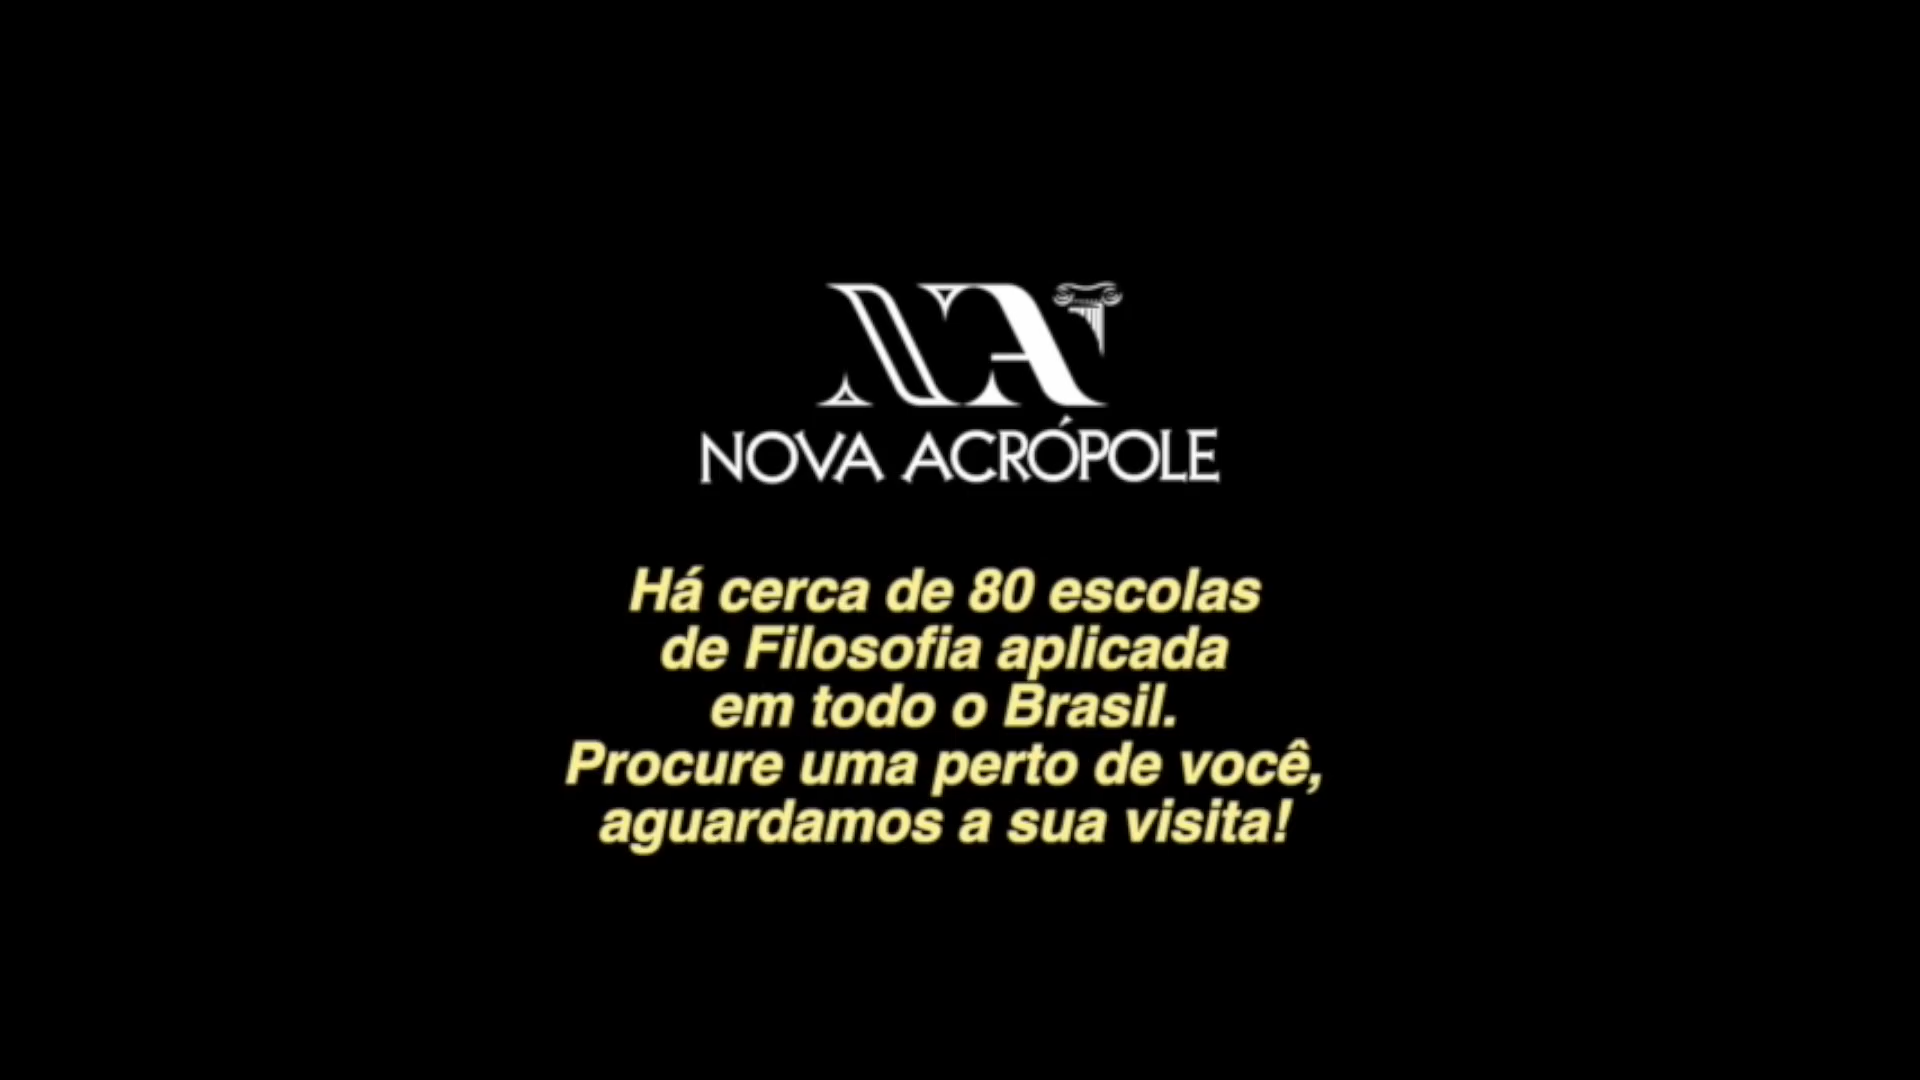 NA
NOVA ACRÓPOLE
Há cerca de 80 escolas
de Filosofia aplicada
em todo o Brasil.
Procure uma perto de você,
aguardamos a sua visita!